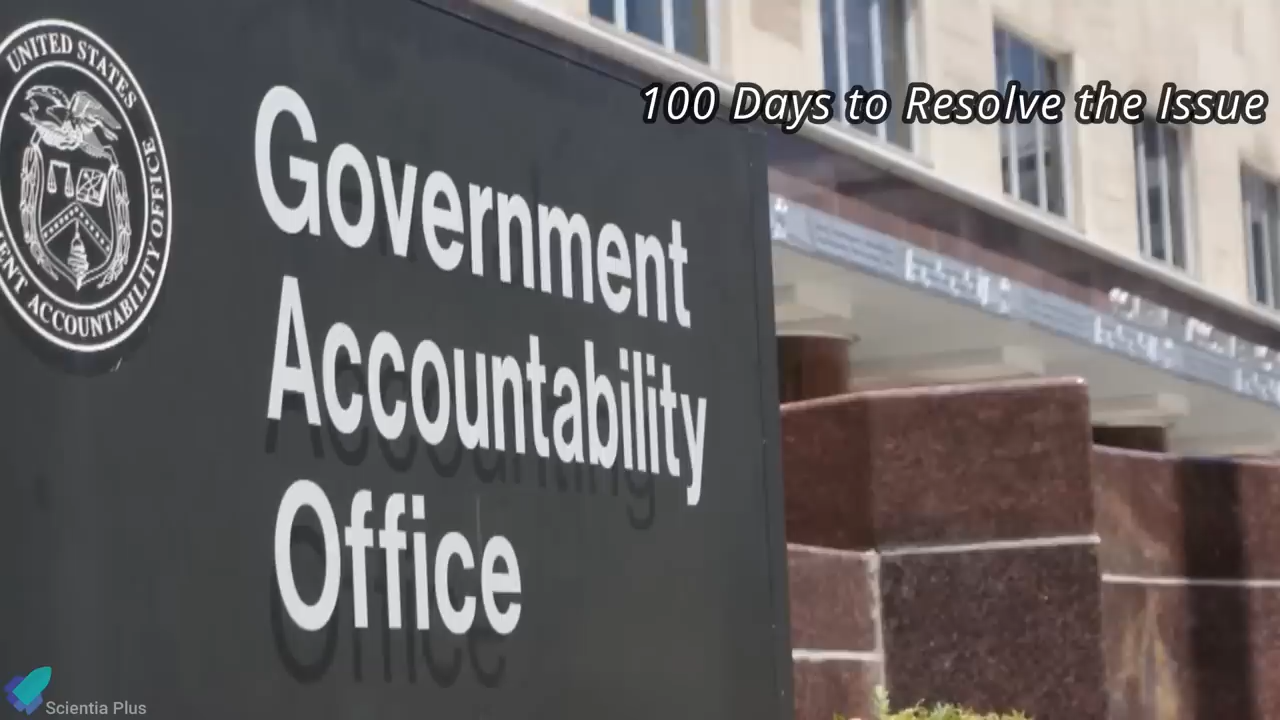 100 Days to Resolve the Issue
UNITED STATES
ACCOUNTABILITY OFFICE
Government
Accountability
Office
Scientia Plus